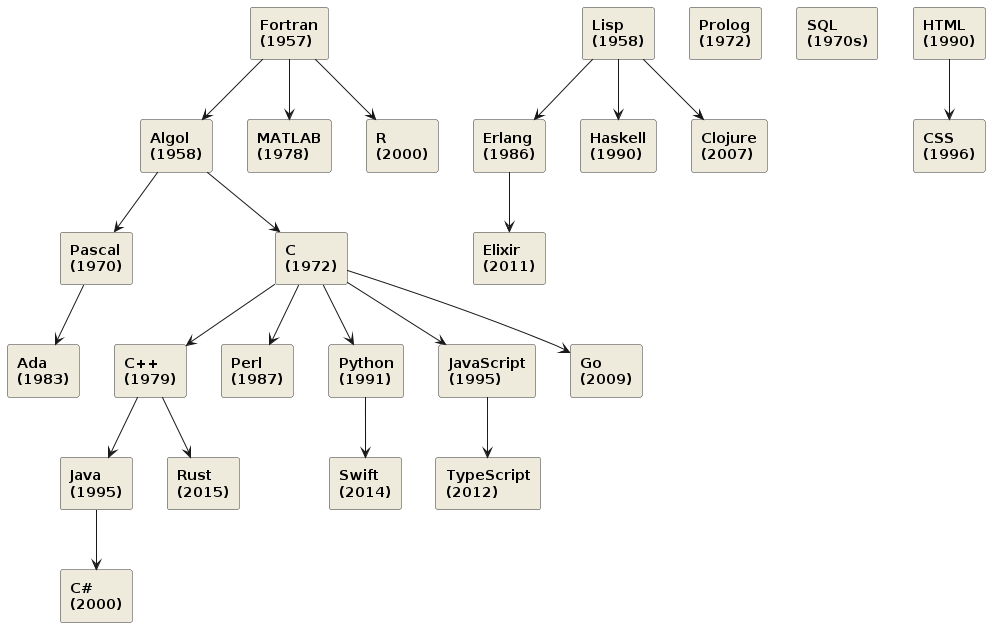 Fortran
(1957)
Lisp
(1958)
Prolog
(1972)
SQL
(1970s)
HTML
(1990)
Algol
(1958)
MATLAB
(1978)
R
(2000)
Erlang
(1986)
Haskell
(1990)
Clojure
(2007)
CSS
(1996)
Pascal
(1970)
C
(1972)
Elixir
(2011)
Ada
(1983)
C++
(1979)
Perl
(1987)
Python
(1991)
JavaScript
(1995)
Go
(2009)
Java
(1995)
Rust
(2015)
Swift
(2014)
TypeScript
(2012)
C#
(2000)